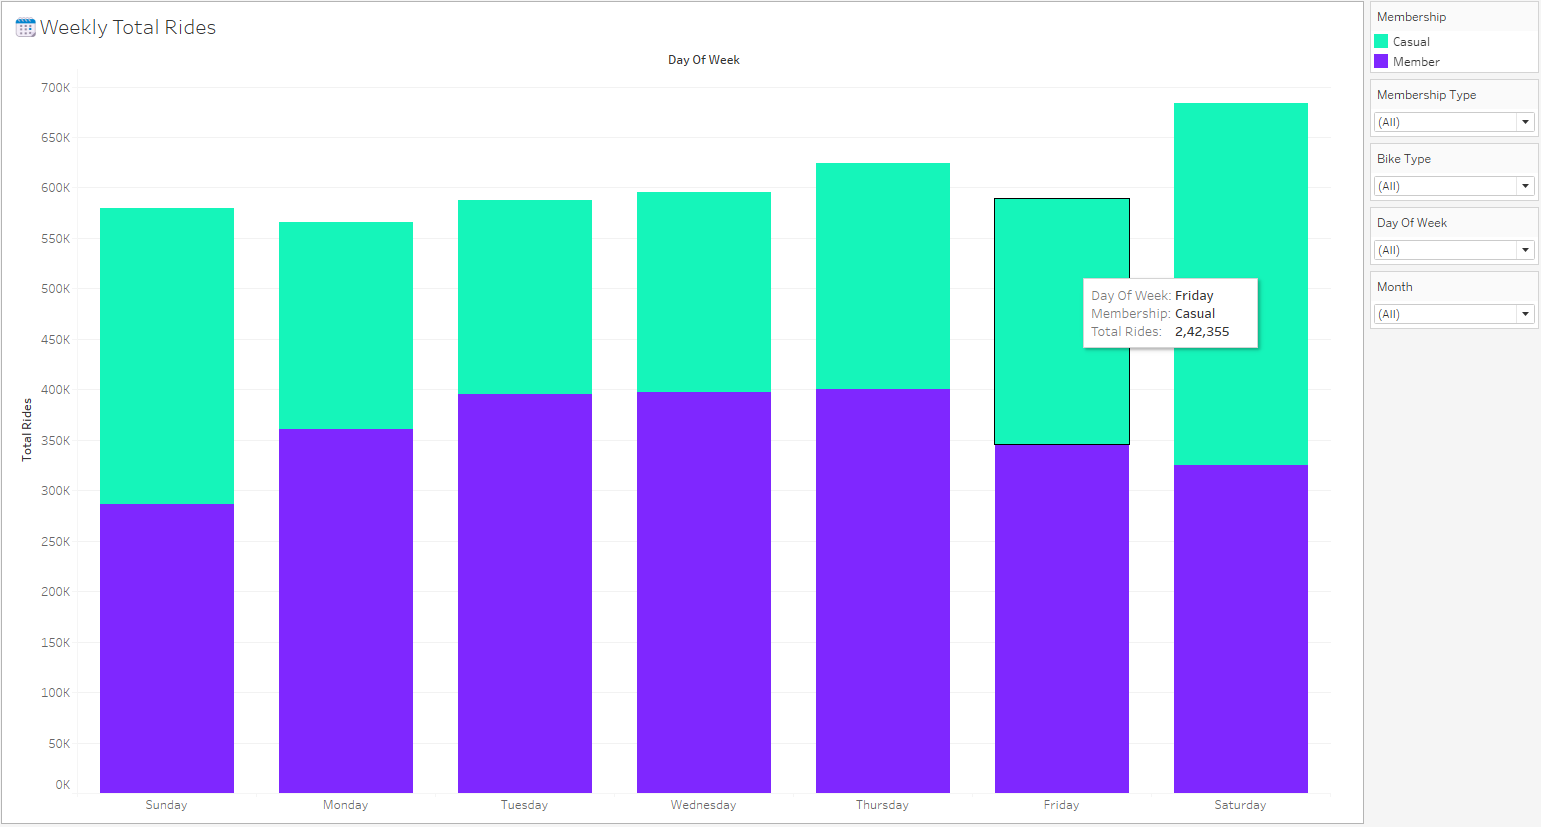 Weekly Total Rides
Day Of Week
Total Rides
700K
650K
600K
550K
500K
450K
400K
350K
300K
250K
200K
150K
100K
50K
0K
Sunday
Monday
Tuesday
Wednesday
Thursday
Friday
Saturday
Day Of Week: Friday
Membership: Casual
Total Rides: 2,42,355
Membership
Casual
Member
Membership Type
(All)
Bike Type
(All)
Day Of Week
(All)
Month
(All)